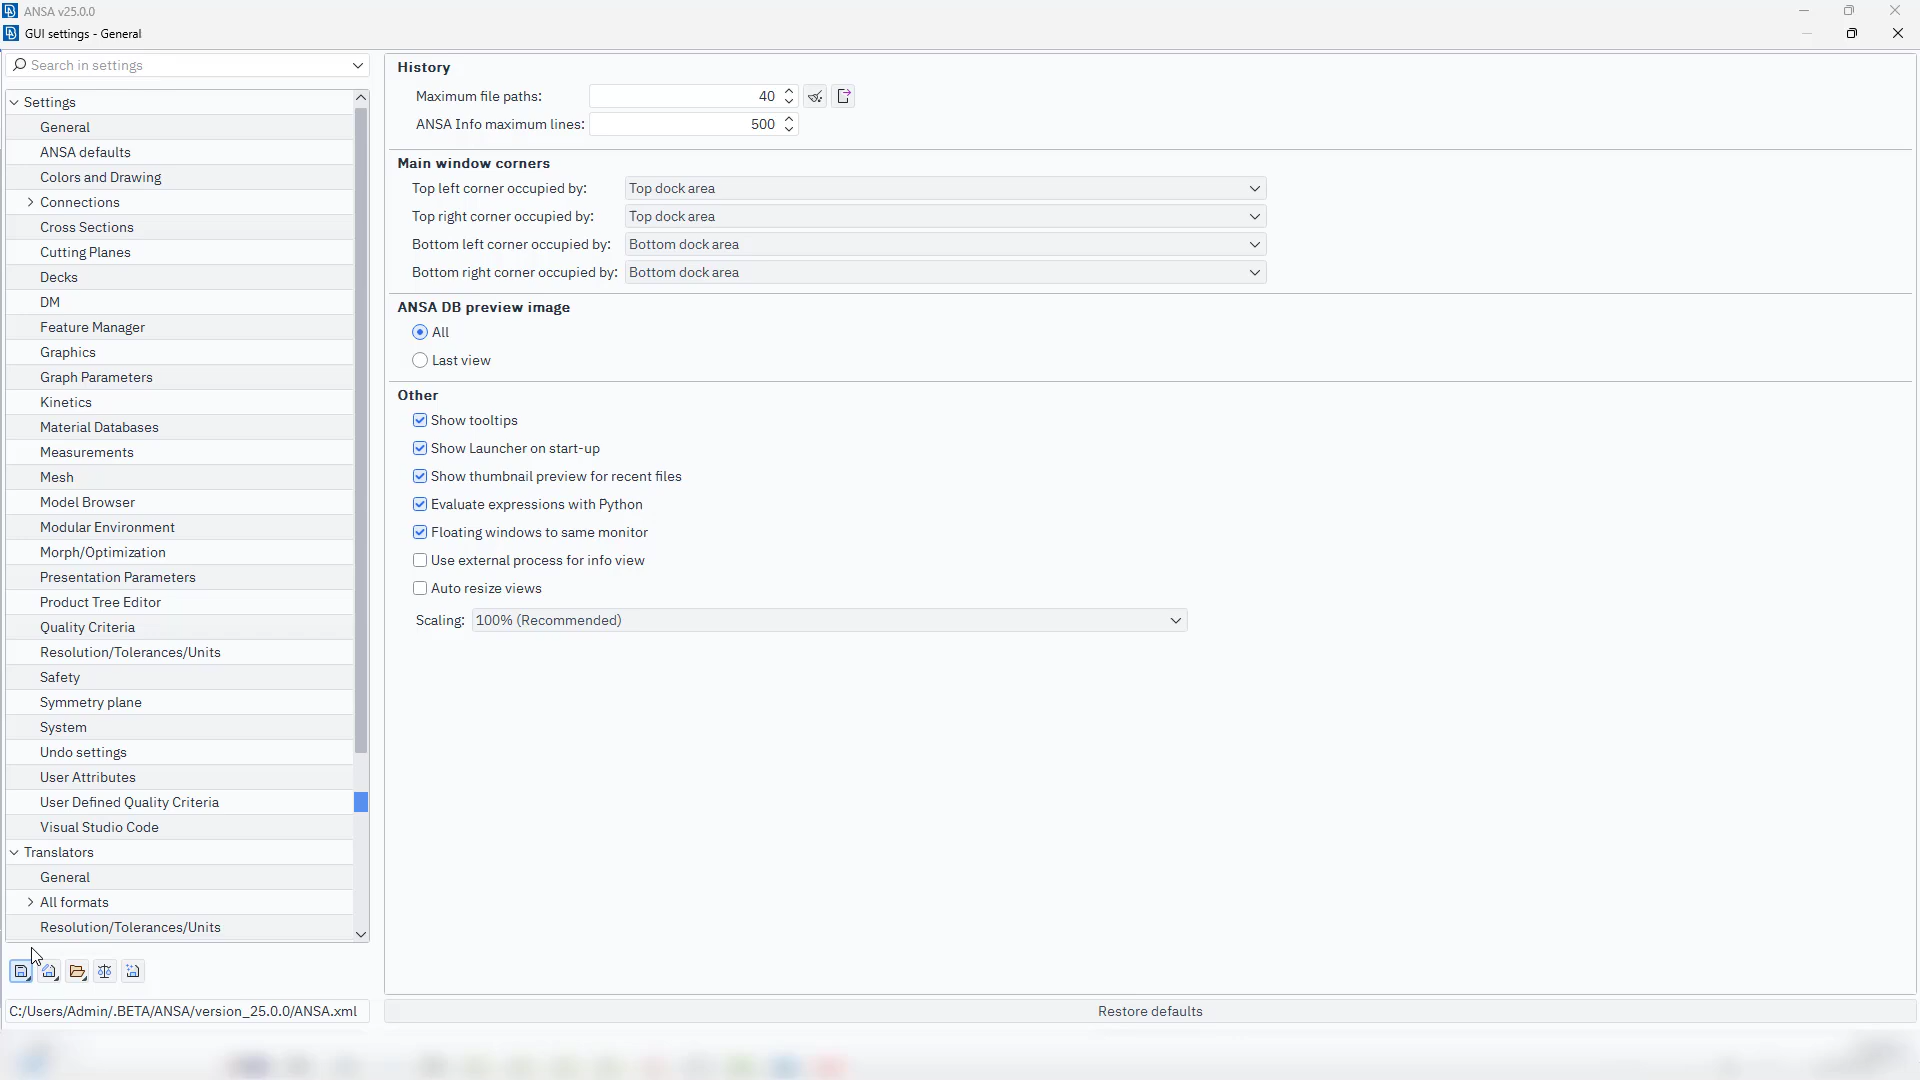 ANSA v25.0.0
GUI settings - General
Search in settings
Settings
General
ANSA defaults
Colors and Drawing
Connections
Cross Sections
Cutting Planes
Decks
DM
Feature Manager
Graphics
Graph Parameters
Kinetics
Material Databases
Measurements
Mesh
Model Browser
Modular Environment
Morph/Optimization
Presentation Parameters
Product Tree Editor
Quality Criteria
Resolution/Tolerances/Units
Safety
Symmetry plane
System
Undo settings
User Attributes
User Defined Quality Criteria
Visual Studio Code
Translators
General
All formats
Resolution/Tolerances/Units
C:/Users/Admin/.BETA/ANSA/version_25.0.0/ANSA.xml
History
Maximum file paths: 40
ANSA Info maximum lines: 500
Main window corners
Top left corner occupied by: Top dock area
Top right corner occupied by: Top dock area
Bottom left corner occupied by: Bottom dock area
Bottom right corner occupied by: Bottom dock area
ANSA DB preview image
All
Last view
Other
Show tooltips
Show Launcher on start-up
Show thumbnail preview for recent files
Evaluate expressions with Python
Floating windows to same monitor
Use external process for info view
Auto resize views
Scaling: 100% (Recommended)
Restore defaults